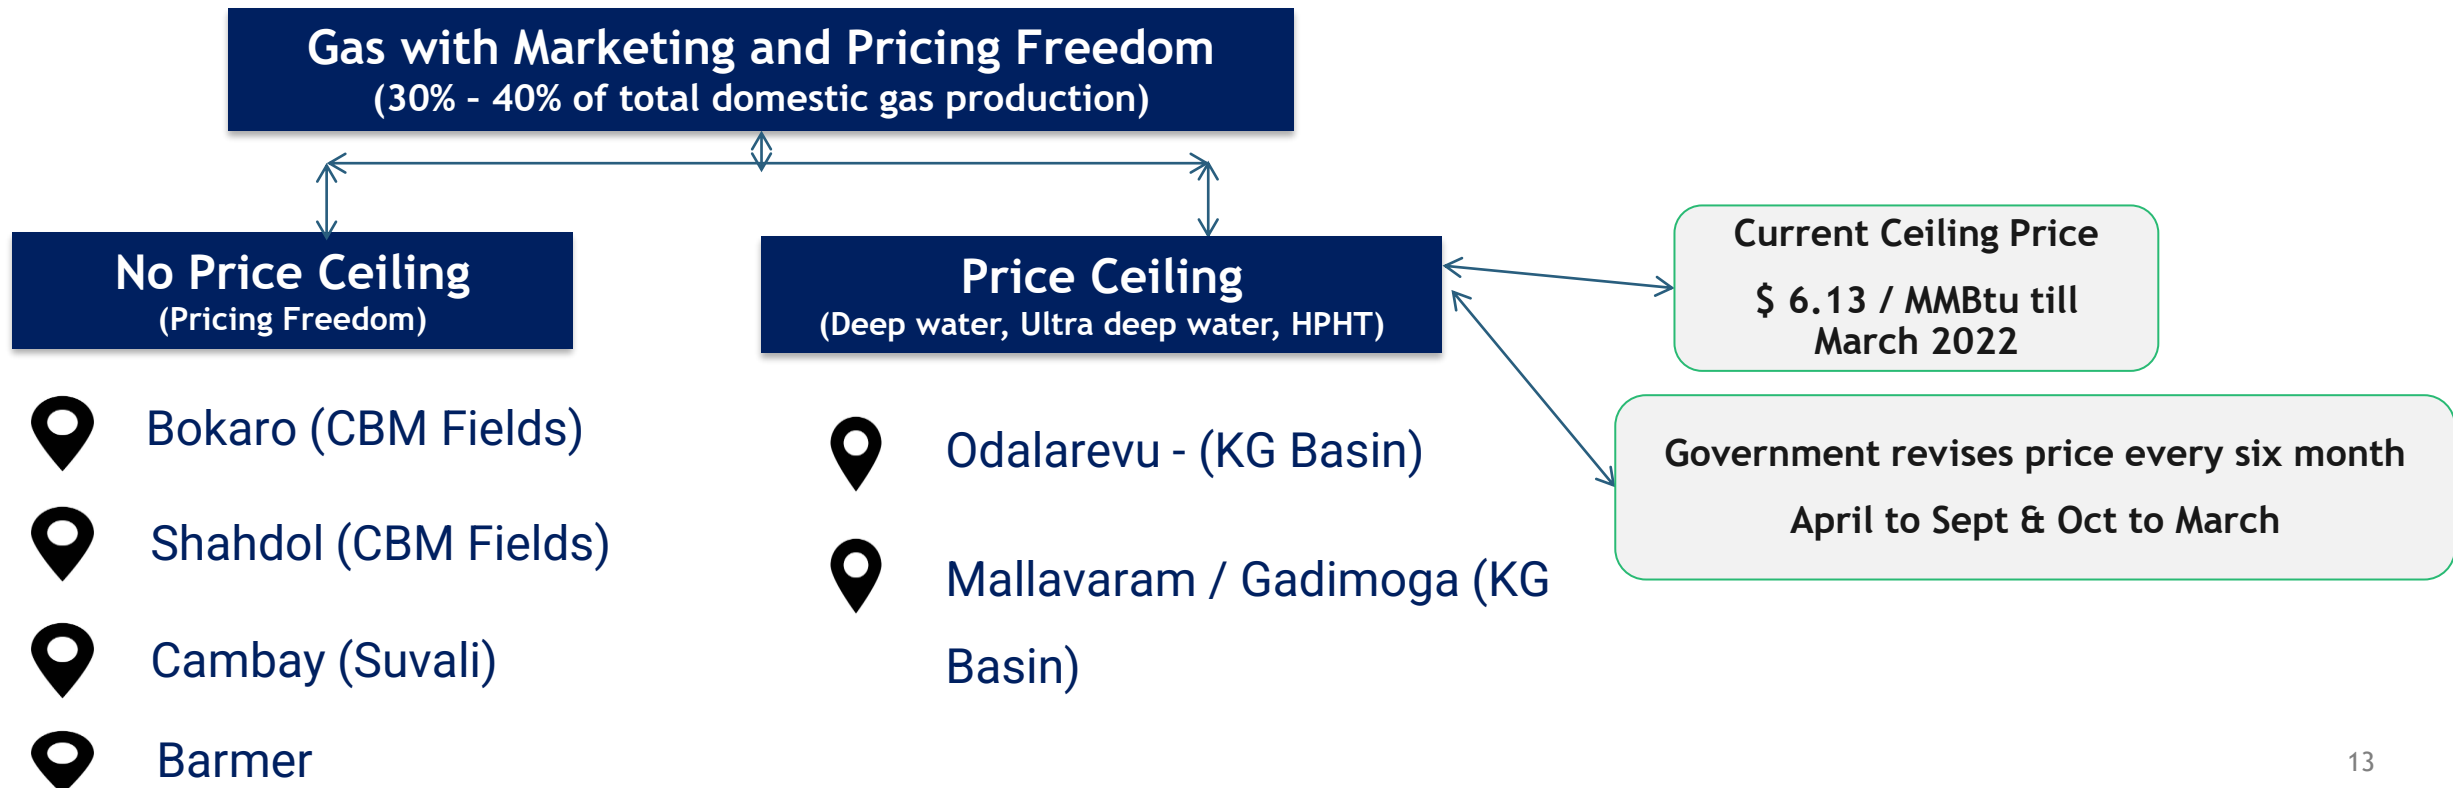 Gas with Marketing and Pricing Freedom
(30% – 40% of total domestic gas production)
No Price Ceiling
(Pricing Freedom)
Bokaro (CBM Fields)
Shahdol (CBM Fields)
Cambay (Suvali)
Barmer
Price Ceiling
(Deep water, Ultra deep water, HPHT)
Odalarevu - (KG Basin)
Mallavaram / Gadimoga (KG
Basin)
Current Ceiling Price
$ 6.13 / MMBtu till
March 2022
Government revises price every six month
April to Sept & Oct to March
13